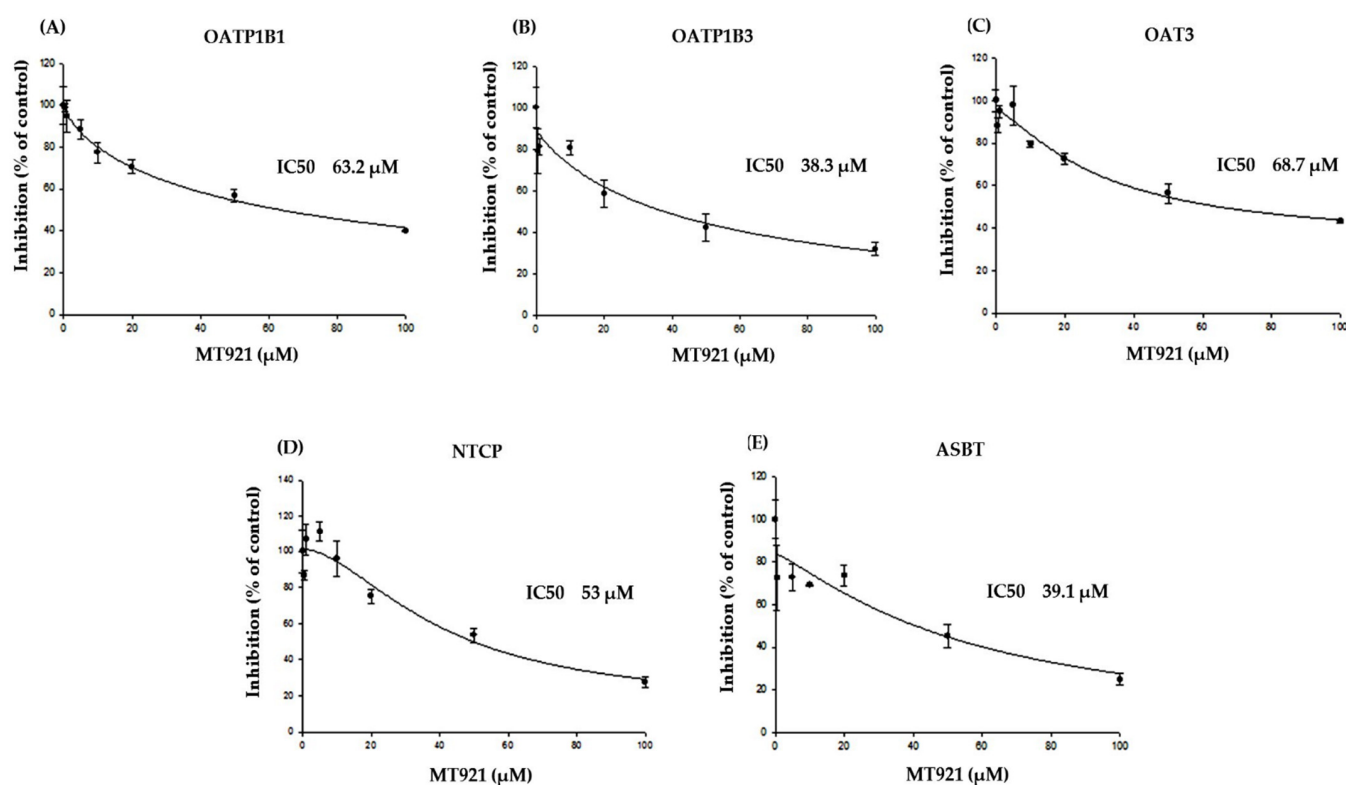 (A)
OATP1B1
Inhibition (% of control)
120
100
80
60
40
20
0
0 20 40 60 80 100
IC50 63.2 μM
MT921 (μM)
(B)
OATP1B3
Inhibition (% of control)
120
100
80
60
40
20
0
0 20 40 60 80 100
IC50 38.3 μM
MT921 (μM)
(C)
OAT3
Inhibition (% of control)
120
100
80
60
40
20
0
0 20 40 60 80 100
IC50 68.7 μM
MT921 (μM)
(D)
NTCP
Inhibition (% of control)
140
120
100
80
60
40
20
0
0 20 40 60 80 100
IC50 53 μM
MT921 (μM)
(E)
ASBT
Inhibition (% of control)
120
100
80
60
40
20
0
0 20 40 60 80 100
IC50 39.1 μM
MT921 (μM)